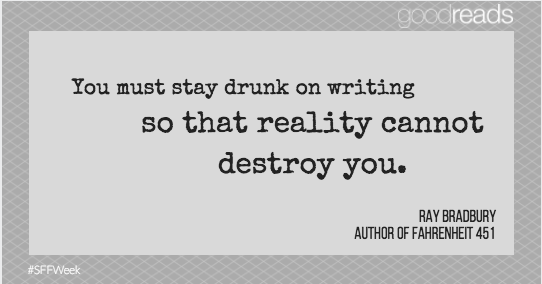 goodreads
You must stay drunk on writing
so that reality cannot
destroy you.
RAY BRADBURY
AUTHOR OF FAHRENHEIT 451
#SFFWeek